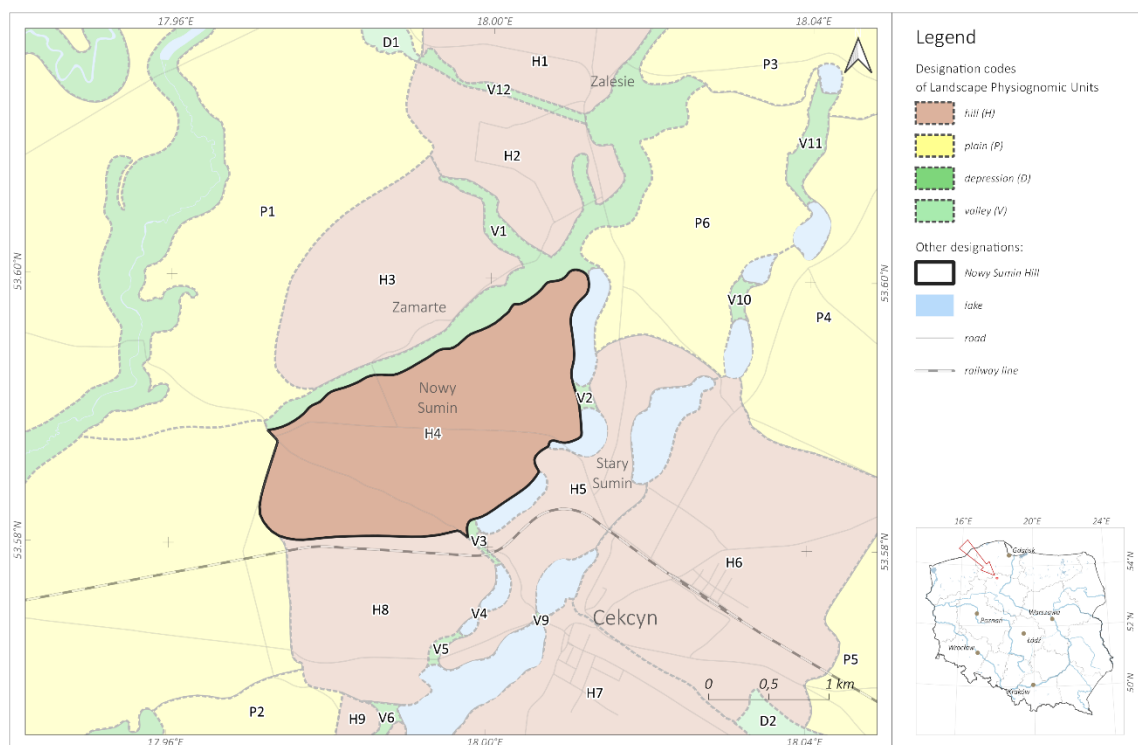 17.96°E
18.00°E
18.04°E
D1
H1
P3
Zalesie
V12
V11
H2
P1
V1
P6
H3
53.60°N
53.60°N
V10
Zamarte
P4
Nowy
Sumin
V2
H4
Stary
Sumin
H5
53.58°N
53.58°N
V3
H6
H8
V4
V9
Cekcyn
V5
P5
0
0,5
1 km
H7
P2
H9
V6
D2
17.96°E
18.00°E
18.04°E
Legend
Designation codes
of Landscape Physiognomic Units
hill (H)
plain (P)
depression (D)
valley (V)
Other designations:
Nowy Sumin Hill
lake
road
railway line
16°E
20°E
24°E
Gdańsk
54°N
Warszawa
Poznań
52°N
Łódź
Wrocław
50°N
Kraków